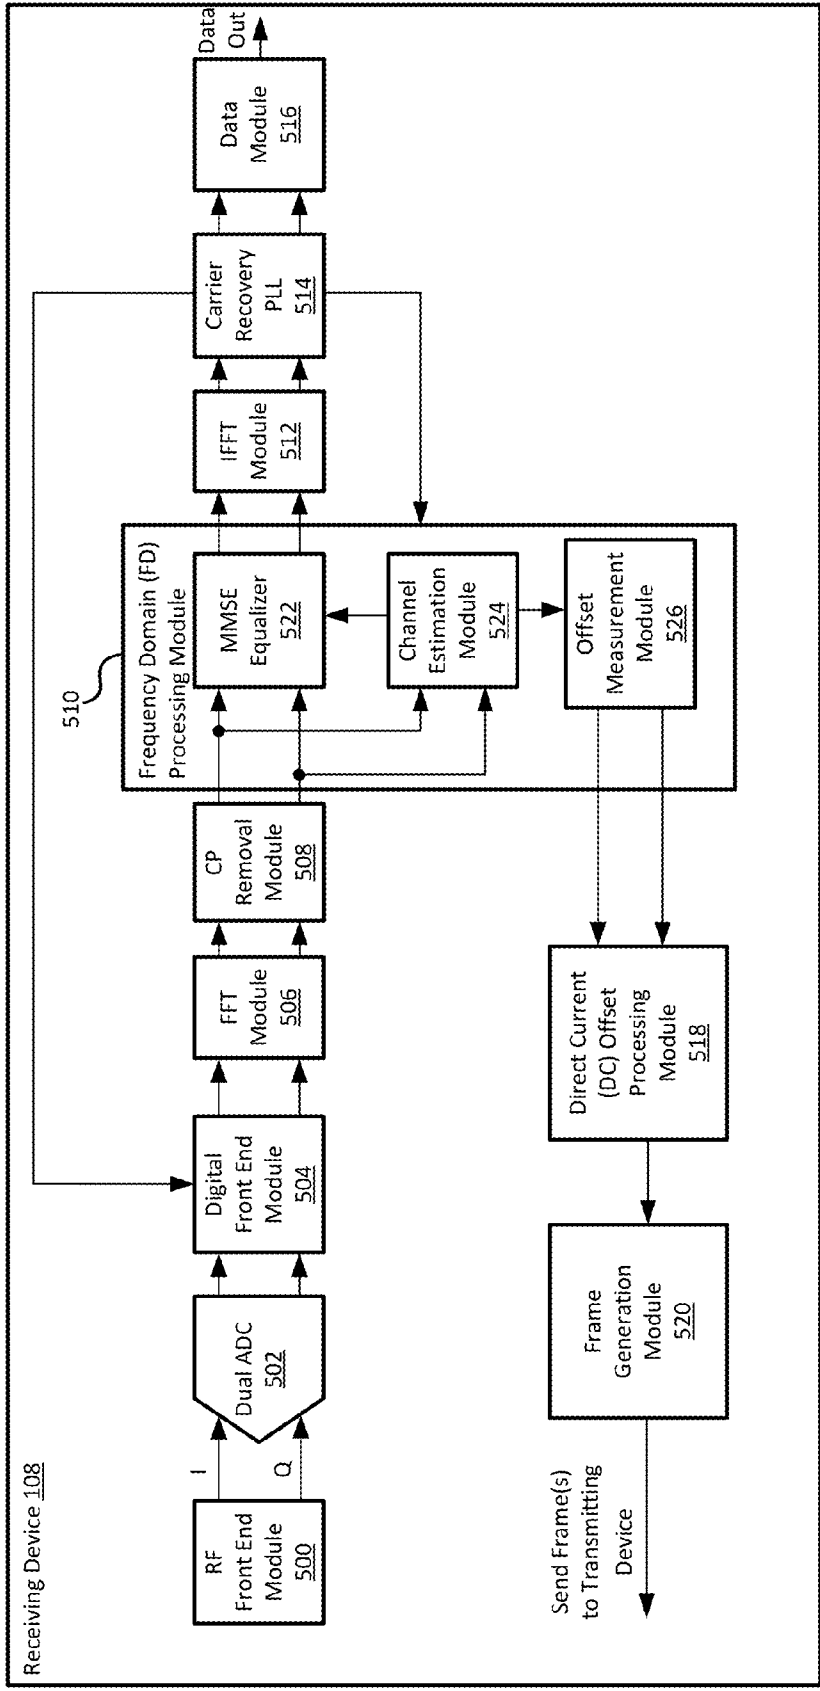 Receiving Device 108
RF
Front End
Module
500
I
Q
Dual ADC
502
Digital
Front End
Module
504
FFT
Module
506
CP
Removal
Module
508
510
Frequency Domain (FD)
Processing Module
MMSE
Equalizer
522
Channel
Estimation
Module
524
Offset
Measurement
Module
526
IFFT
Module
512
Carrier
Recovery
PLL
514
Data
Module
516
Data
Out
Direct Current
(DC) Offset
Processing
Module
518
Frame
Generation
Module
520
Send Frame(s)
to Transmitting
Device